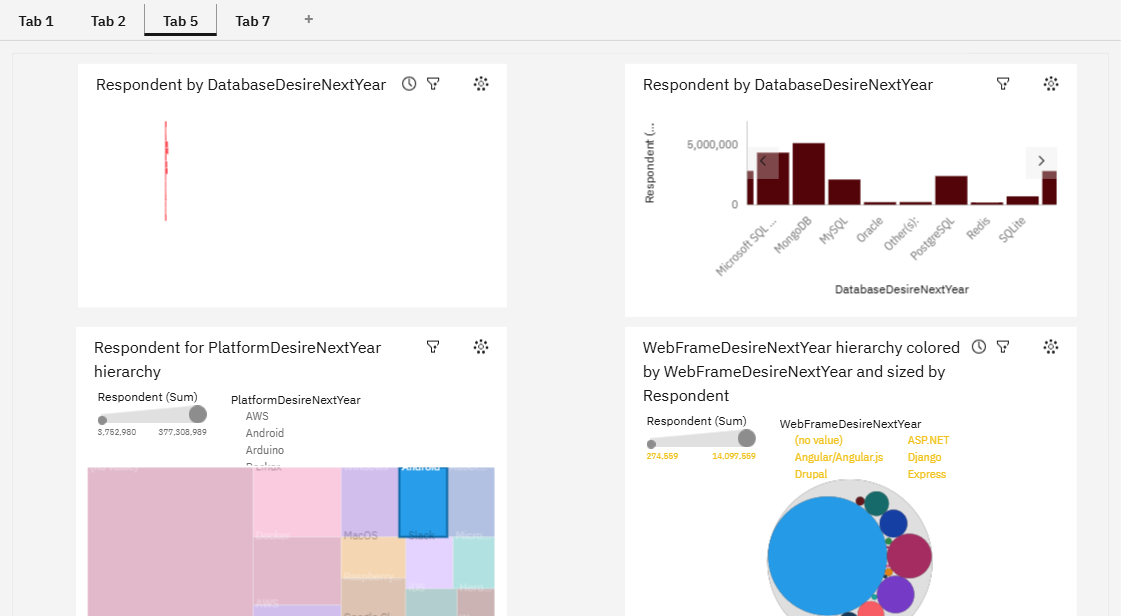 Tab 1
Tab 2
Tab 5
Tab 7
+
Respondent by DatabaseDesireNextYear
Respondent by DatabaseDesireNextYear
Respondent (...
5,000,000
0
Microsoft SQL ...
MongoDB
MySQL
Oracle
Other(s):
PostgreSQL
Redis
SQLite
DatabaseDesireNextYear
Respondent for PlatformDesireNextYear
hierarchy
Respondent (Sum)
3,752,980
377,308,989
PlatformDesireNextYear
AWS
Android
Arduino
Docker
Android
MacOS
Slack
Docker
AWS
iOS
WebFrameDesireNextYear hierarchy colored
by WebFrameDesireNextYear and sized by
Respondent
Respondent (Sum)
274,559
14,097,559
WebFrameDesireNextYear
(no value)
ASP.NET
Angular/Angular.js
Django
Drupal
Express